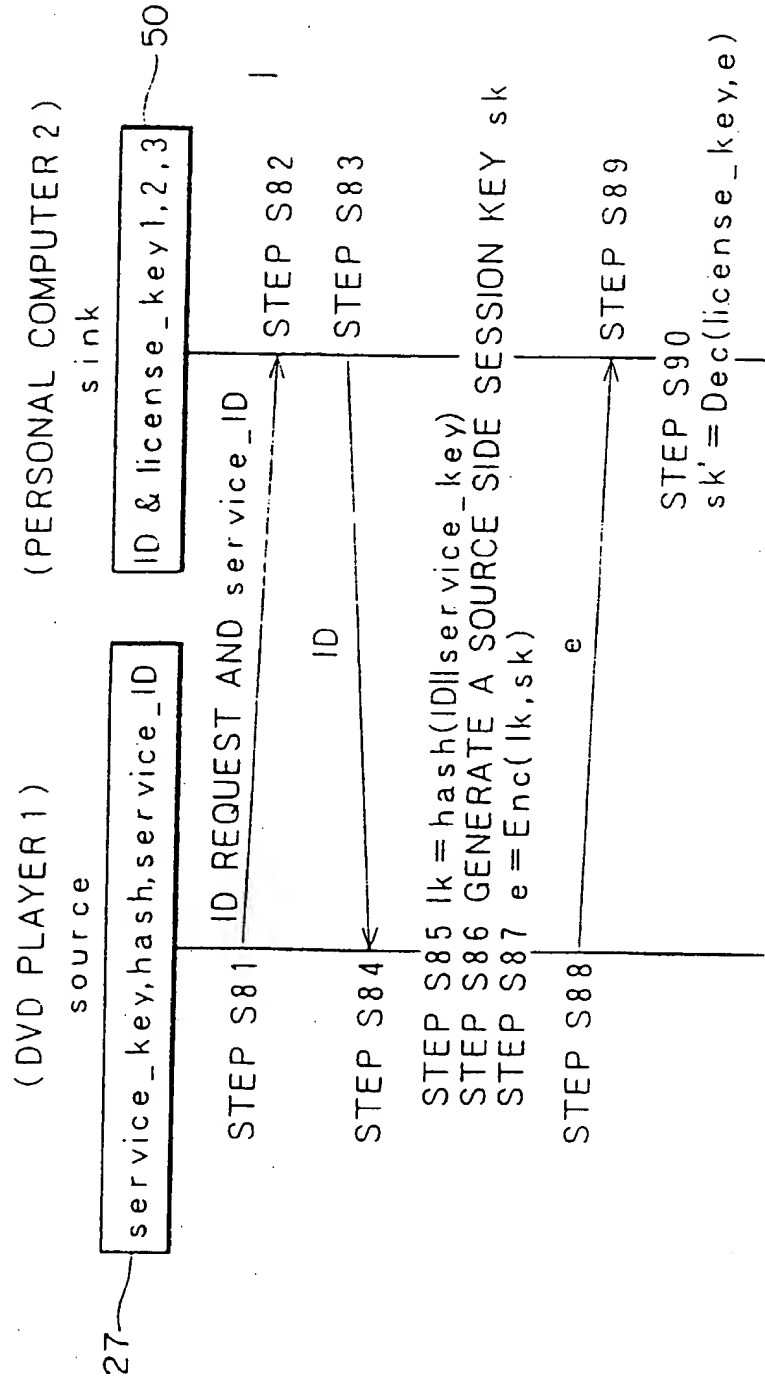 (DVD PLAYER 1)
source
(PERSONAL COMPUTER 2)
sink
27
service_key,hash,service_ID
ID & license_key1,2,3
50
STEP S81
ID REQUEST AND service_ID
STEP S82
STEP S83
ID
STEP S84
STEP S85 lk=hash(ID||service_key)
STEP S86 GENERATE A SOURCE SIDE SESSION KEY sk
STEP S87 e=Enc(lk,sk)
STEP S88
e
STEP S89
STEP S90
sk'=Dec(license_key,e)